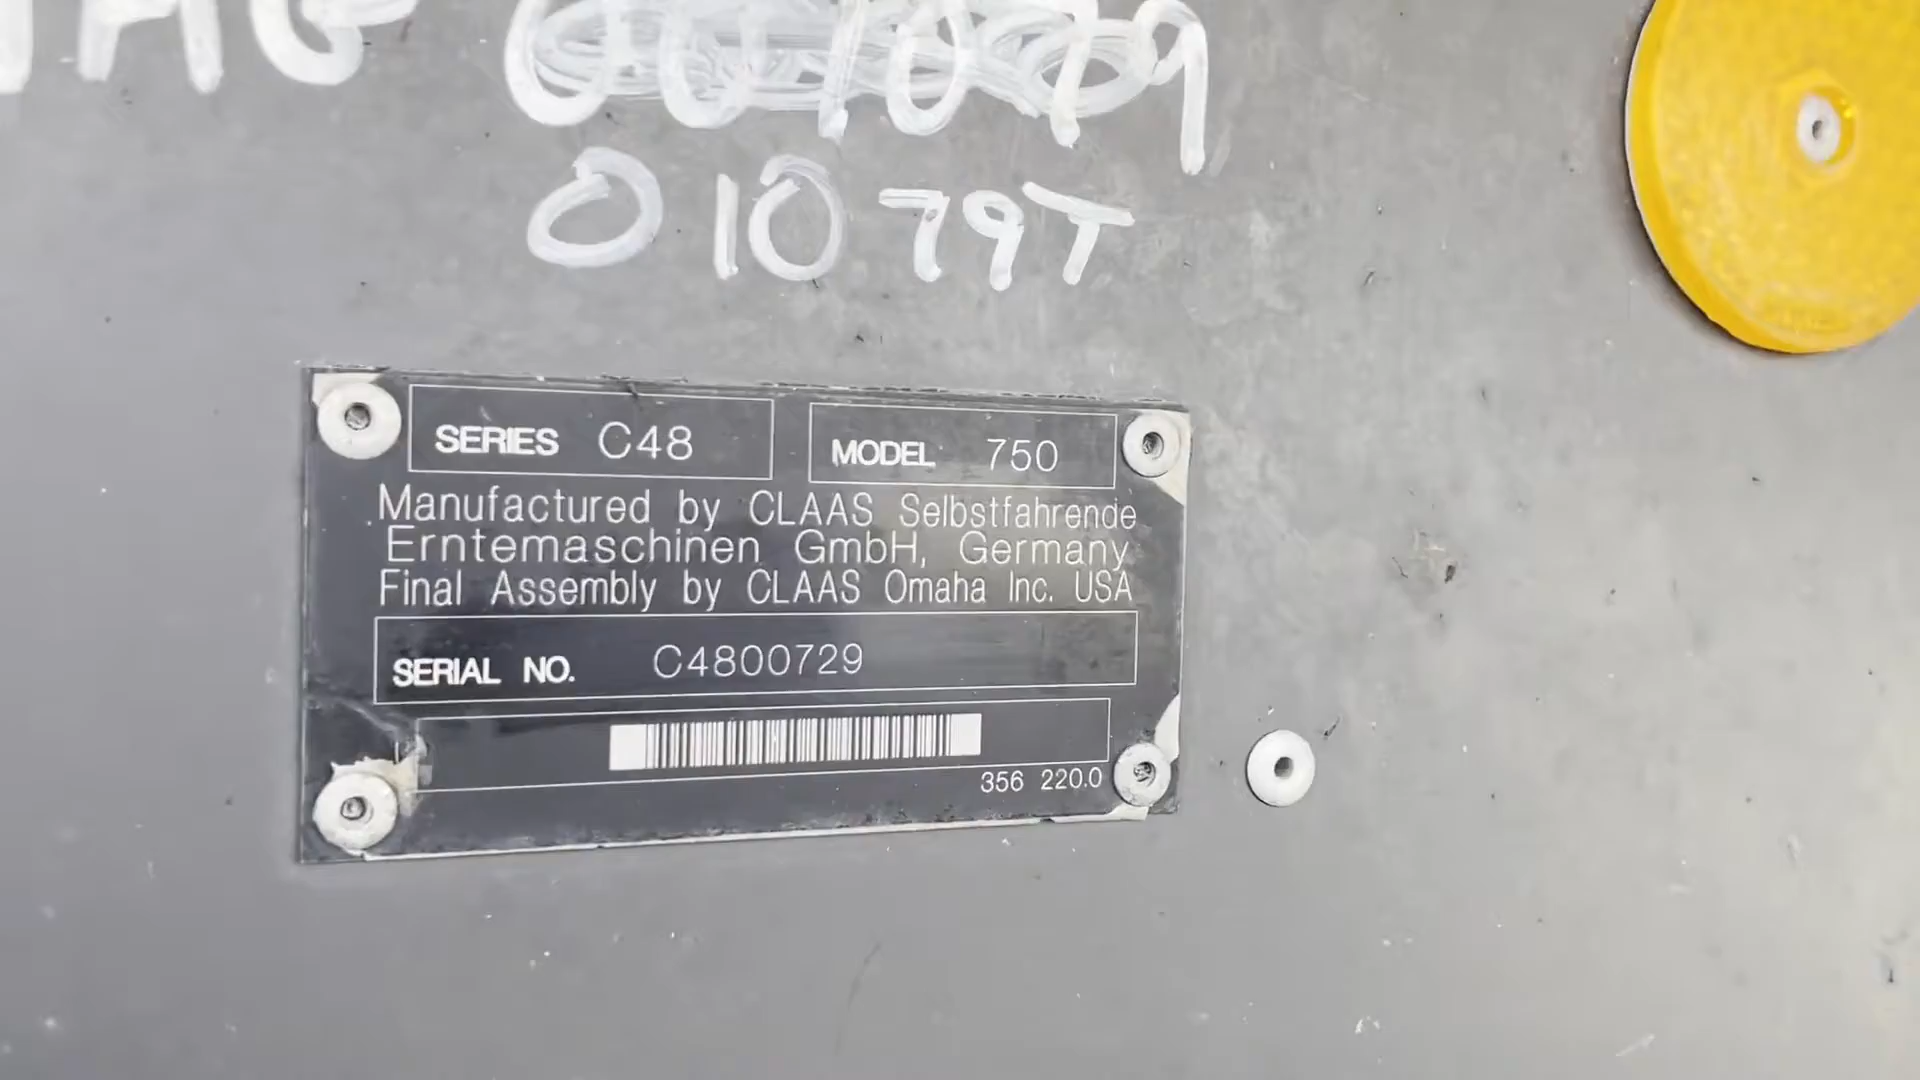 01079T
SERIES C48 MODEL 750
Manufactured by CLAAS Selbstfahrende
Erntemaschinen GmbH, Germany
Final Assembly by CLAAS Omaha Inc. USA
SERIAL NO. C4800729
356 220.0